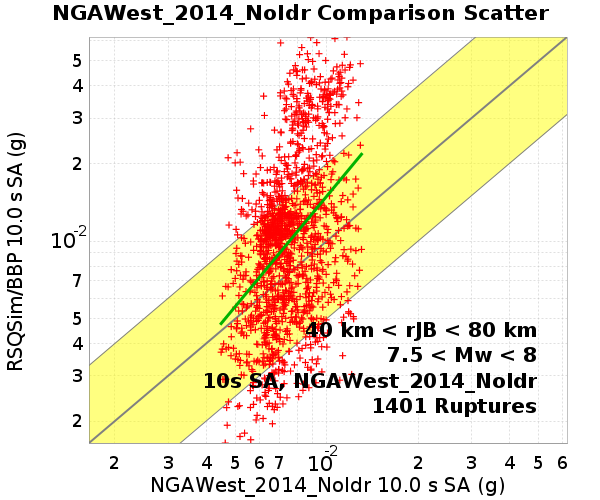 NGAWest_2014_NoIdr Comparison Scatter
RSQSim/BBP 10.0 s SA (g)
5
4
3
2
10-2
7
5
4
3
2
40 km < rJB < 80 km
7.5 < Mw < 8
10s SA, NGAWest_2014_NoIdr
1401 Ruptures
2 3 4 5 6 7 10-2 2 3 4 5 6
NGAWest_2014_NoIdr 10.0 s SA (g)